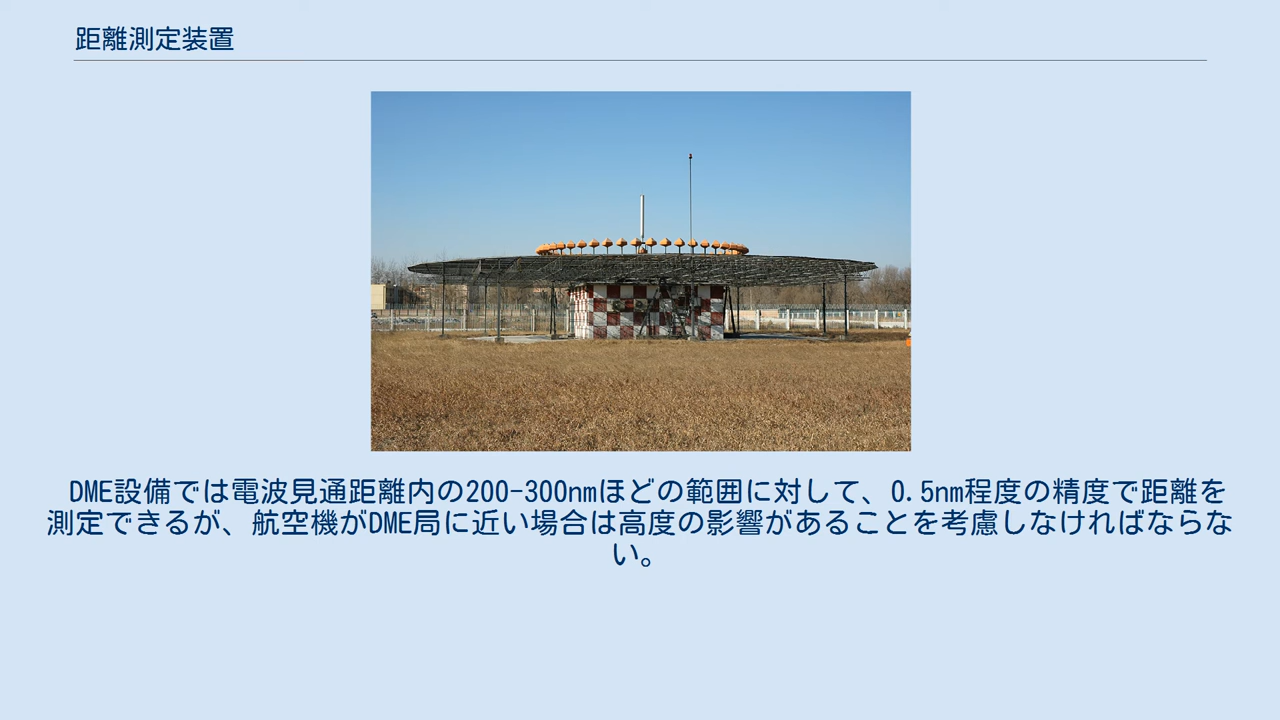 距離測定装置
DME設備では電波見通距離内の200-300nmほどの範囲に対して、0.5nm程度の精度で距離を
測定できるが、航空機がDME局に近い場合は高度の影響があることを考慮しなければならな
い。